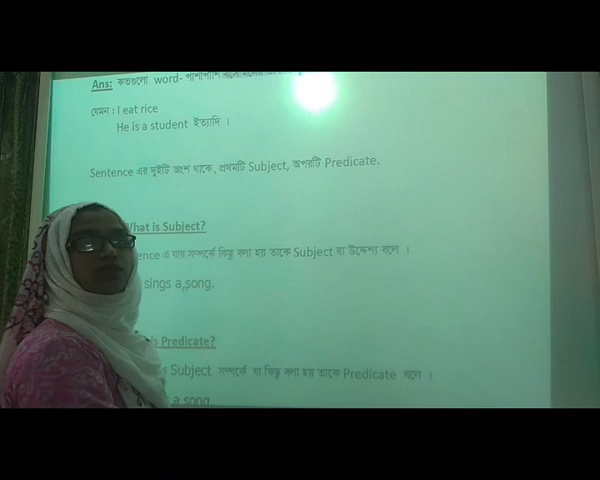 Ans: কতগুলো word- পাশাপাশি বসে মনের
যেমন : I eat rice
He is a student ইত্যাদি ।
Sentence এর দুইটি অংশ থাকে, প্রথমটি Subject, অপরটি Predicate.
What is Subject?
ence এ যার সম্পর্কে কিছু বলা হয় তাকে Subject বা উদ্দেশ্য বলে ।
sings a song.
is Predicate?
Subject সম্পর্কে যা কিছু বলা হয় তাকে Predicate বলে ।
a song.